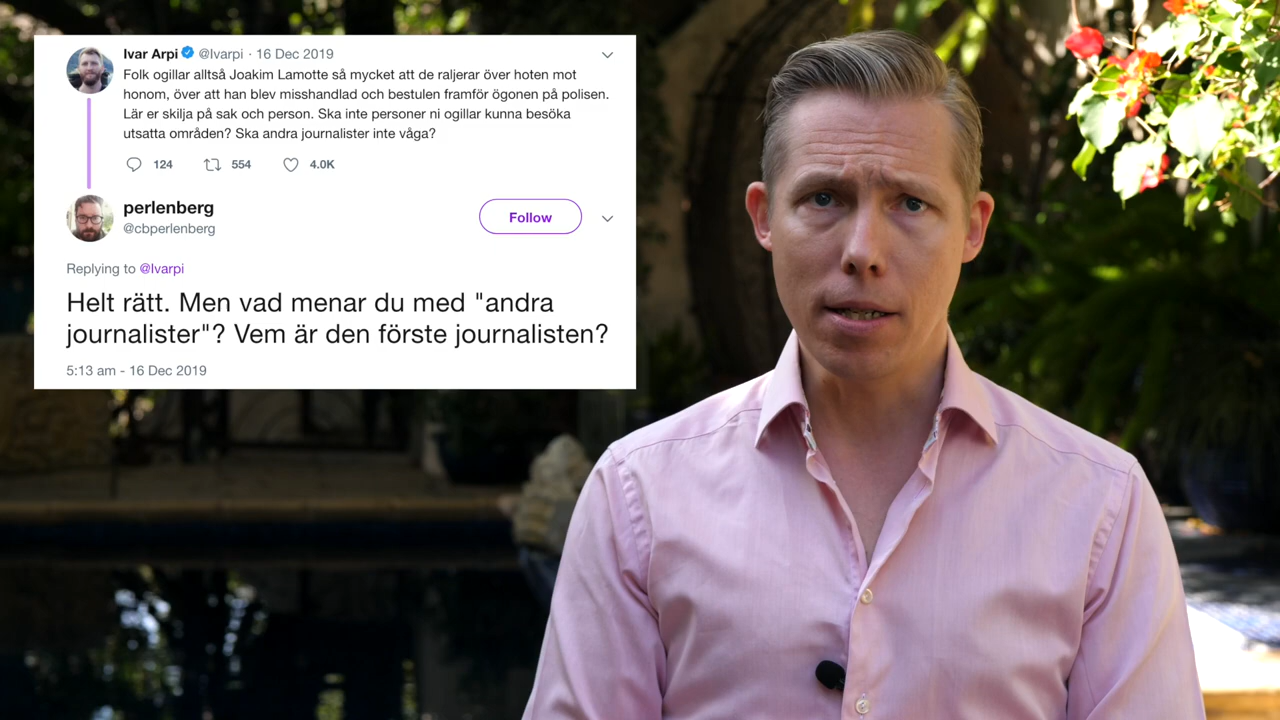 Ivar Arpi @Ivarpi · 16 Dec 2019
Folk ogillar alltså Joakim Lamotte så mycket att de raljerar över hoten mot
honom, över att han blev misshandlad och bestulen framför ögonen på polisen.
Lär er skilja på sak och person. Ska inte personer ni ogillar kunna besöka
utsatta områden? Ska andra journalister inte våga?
124 554 4.0K
perlenberg
Follow
@cbperlenberg
Replying to @Ivarpi
Helt rätt. Men vad menar du med "andra
journalister"? Vem är den förste journalisten?
5:13 am - 16 Dec 2019